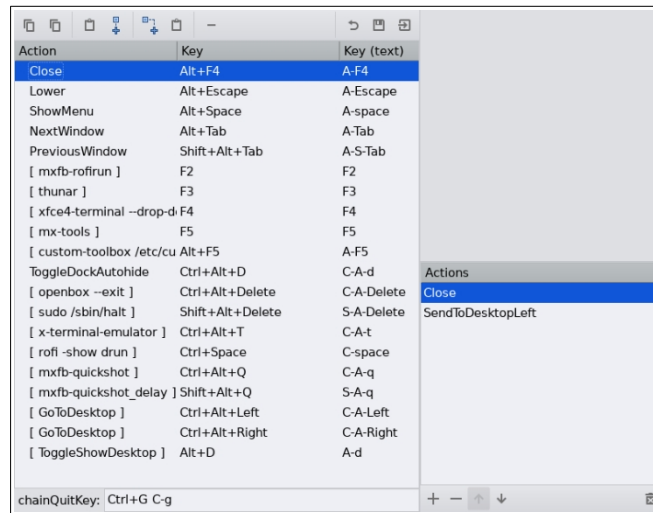 Action Key Key (text)
Close Alt+F4 A-F4
Lower Alt+Escape A-Escape
ShowMenu Alt+Space A-space
NextWindow Alt+Tab A-Tab
PreviousWindow Shift+Alt+Tab A-S-Tab
[ mxfb-rofirun ] F2 F2
[ thunar ] F3 F3
[ xfce4-terminal --drop-d F4 F4
[ mx-tools ] F5 F5
[ custom-toolbox /etc/cu Alt+F5 A-F5
ToggleDockAutohide Ctrl+Alt+D C-A-d
[ openbox --exit ] Ctrl+Alt+Delete C-A-Delete
[ sudo /sbin/halt ] Shift+Alt+Delete S-A-Delete
[ x-terminal-emulator ] Ctrl+Alt+T C-A-t
[ rofi -show drun ] Ctrl+Space C-space
[ mxfb-quickshot ] Ctrl+Alt+Q C-A-q
[ mxfb-quickshot_delay ] Shift+Alt+Q S-A-q
[ GoToDesktop ] Ctrl+Alt+Left C-A-Left
[ GoToDesktop ] Ctrl+Alt+Right C-A-Right
[ ToggleShowDesktop ] Alt+D A-d
chainQuitKey: Ctrl+G C-g
Actions
Close
SendToDesktopLeft